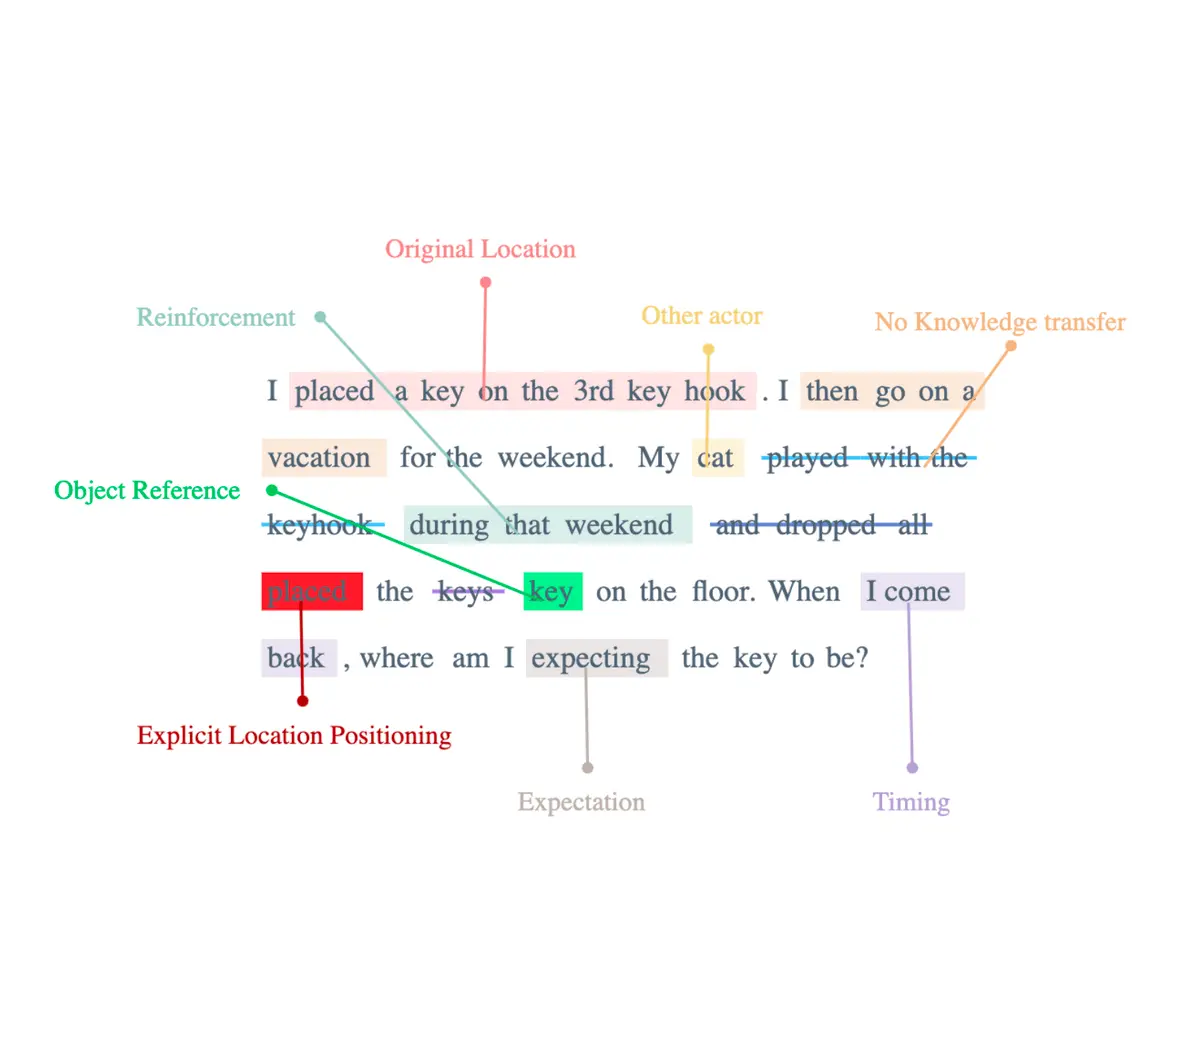 Original Location
Reinforcement
Other actor
No Knowledge transfer
I placed a key on the 3rd key hook . I then go on a
vacation for the weekend. My cat played with the
Object Reference
keyhook during that weekend and dropped all
placed the keys key on the floor. When I come
back , where am I expecting the key to be?
Explicit Location Positioning
Expectation
Timing